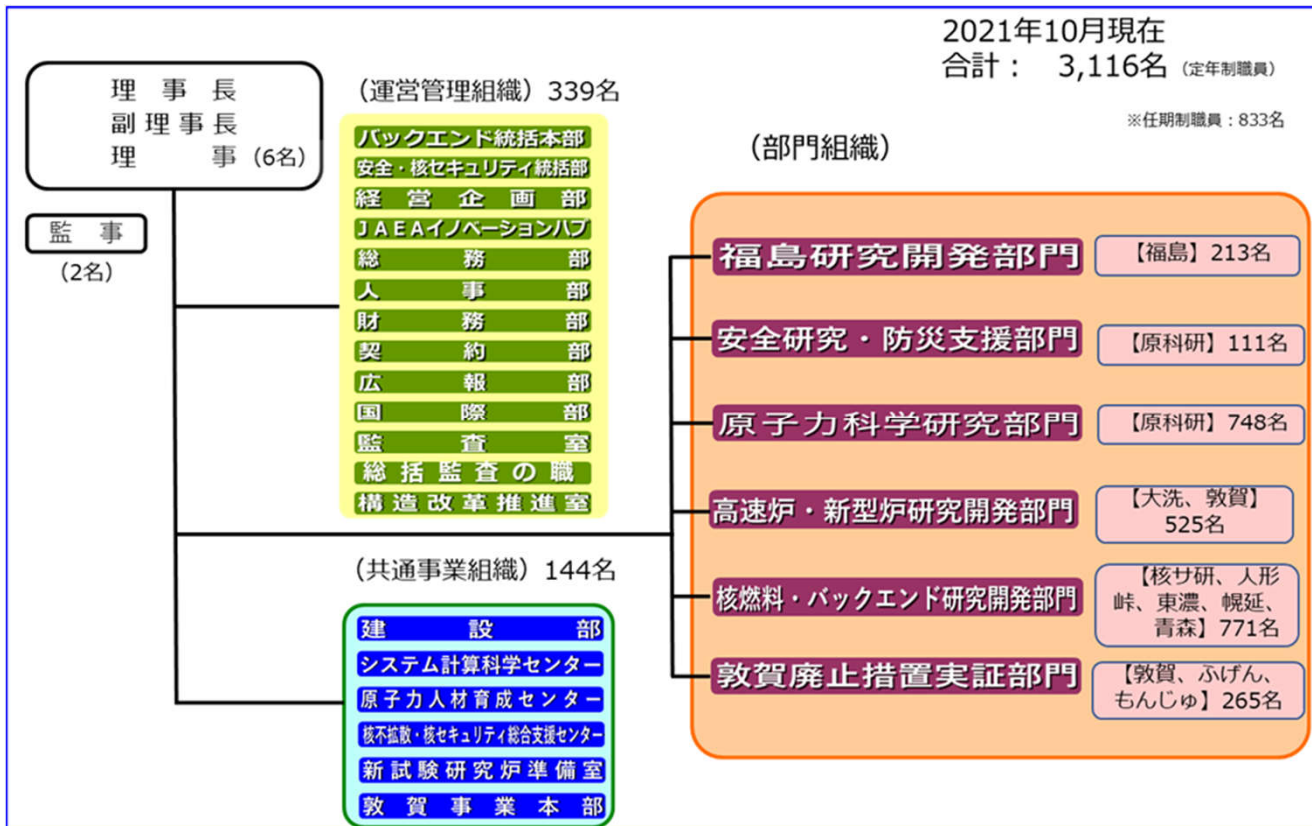 2021年10月現在
合計： 3,116名 (定年制職員)
※任期制職員：833名
理事長
副理事長
理事 (6名)
監事
(2名)
(運営管理組織) 339名
バックエンド統括本部
安全・核セキュリティ統括部
経営企画部
JAEAイノベーションハブ
総務部
人事部
財務部
契約部
広報部
国際部
監査室
総括監査の職
構造改革推進室
(共通事業組織) 144名
建設部
システム計算科学センター
原子力人材育成センター
核不拡散・核セキュリティ総合支援センター
新試験研究炉準備室
敦賀事業本部
(部門組織)
福島研究開発部門
【福島】213名
安全研究・防災支援部門
【原科研】111名
原子力科学研究部門
【原科研】748名
高速炉・新型炉研究開発部門
【大洗、敦賀】
525名
核燃料・バックエンド研究開発部門
【核サ研、人形
峠、東濃、幌延、
青森】771名
敦賀廃止措置実証部門
【敦賀、ふげん、
もんじゅ】265名